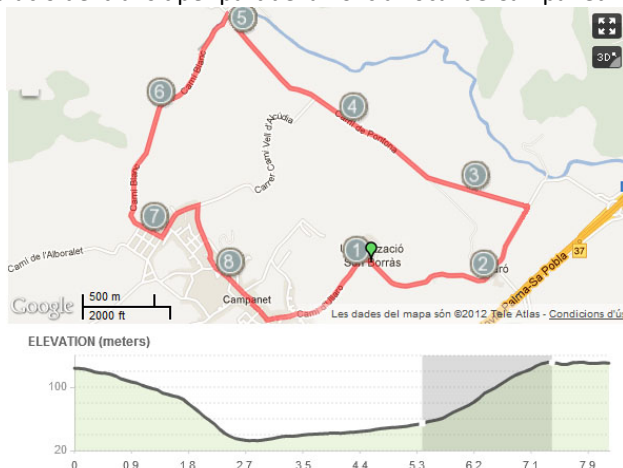 5
3D
6
Camí Blanc
4
Camí de Pontona
Carrer Camí Vell d'Alcúdia
3
Camí Blanc
7
1
37
Camí de l'Alboralet
8
2
Son Borràs
Palma-Sa Pobla
Campanet
Google
500 m
2000 ft
Les dades del mapa són ©2012 Tele Atlas - Condicions d'ús
ELEVATION (meters)
100
20
0 0.9 1.8 2.7 3.5 4.4 5.3 6.2 7.1 7.9